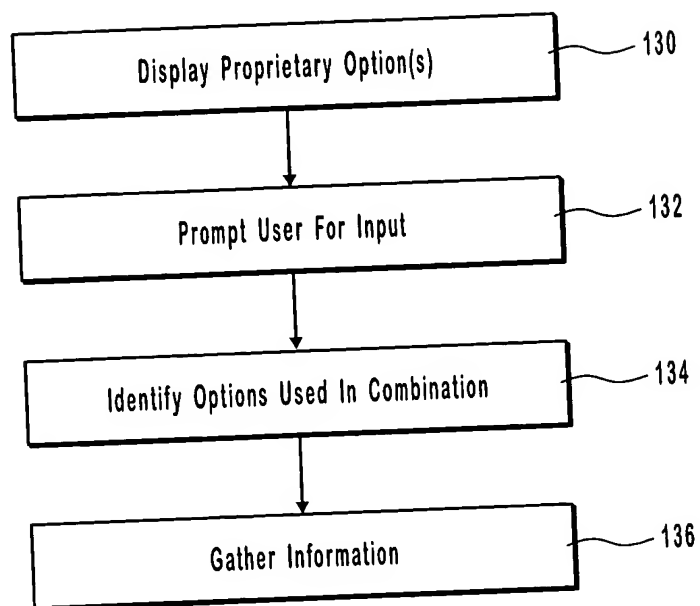 Display Proprietary Option(s)
130
Prompt User For Input
132
Identify Options Used In Combination
134
Gather Information
136